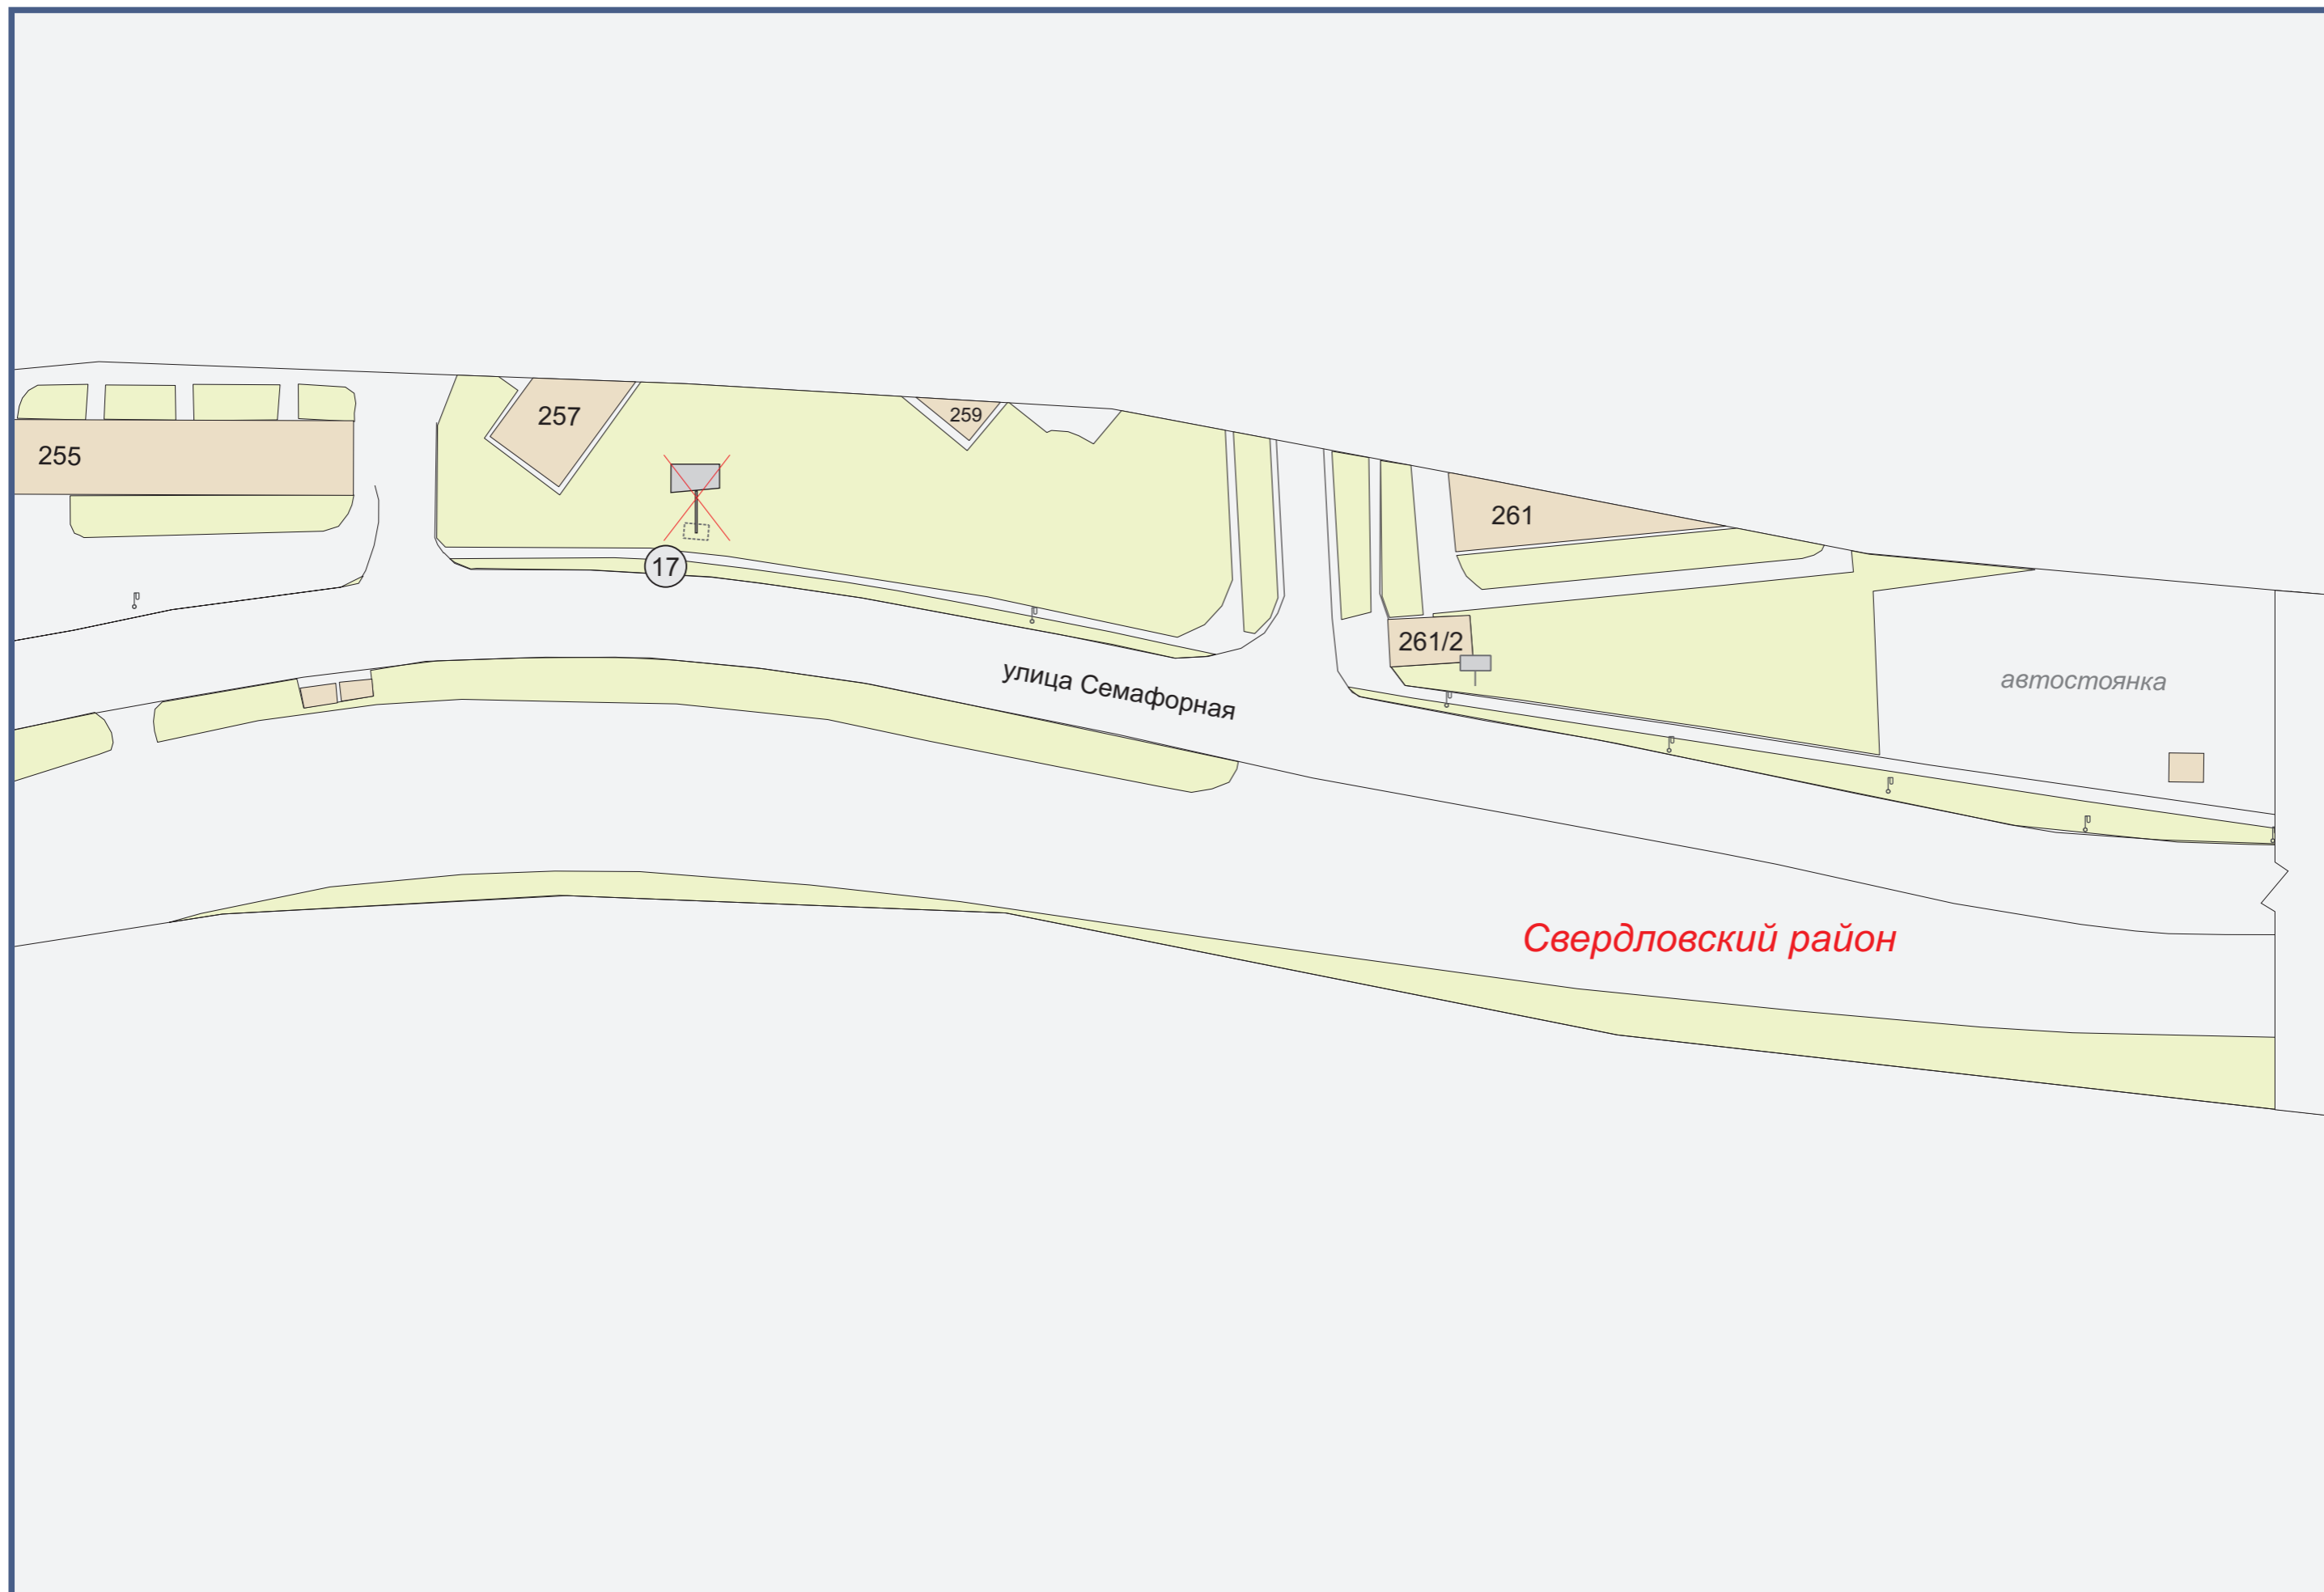 257
259
255
261
17
261/2
улица Семафорная
автостоянка
Свердловский район